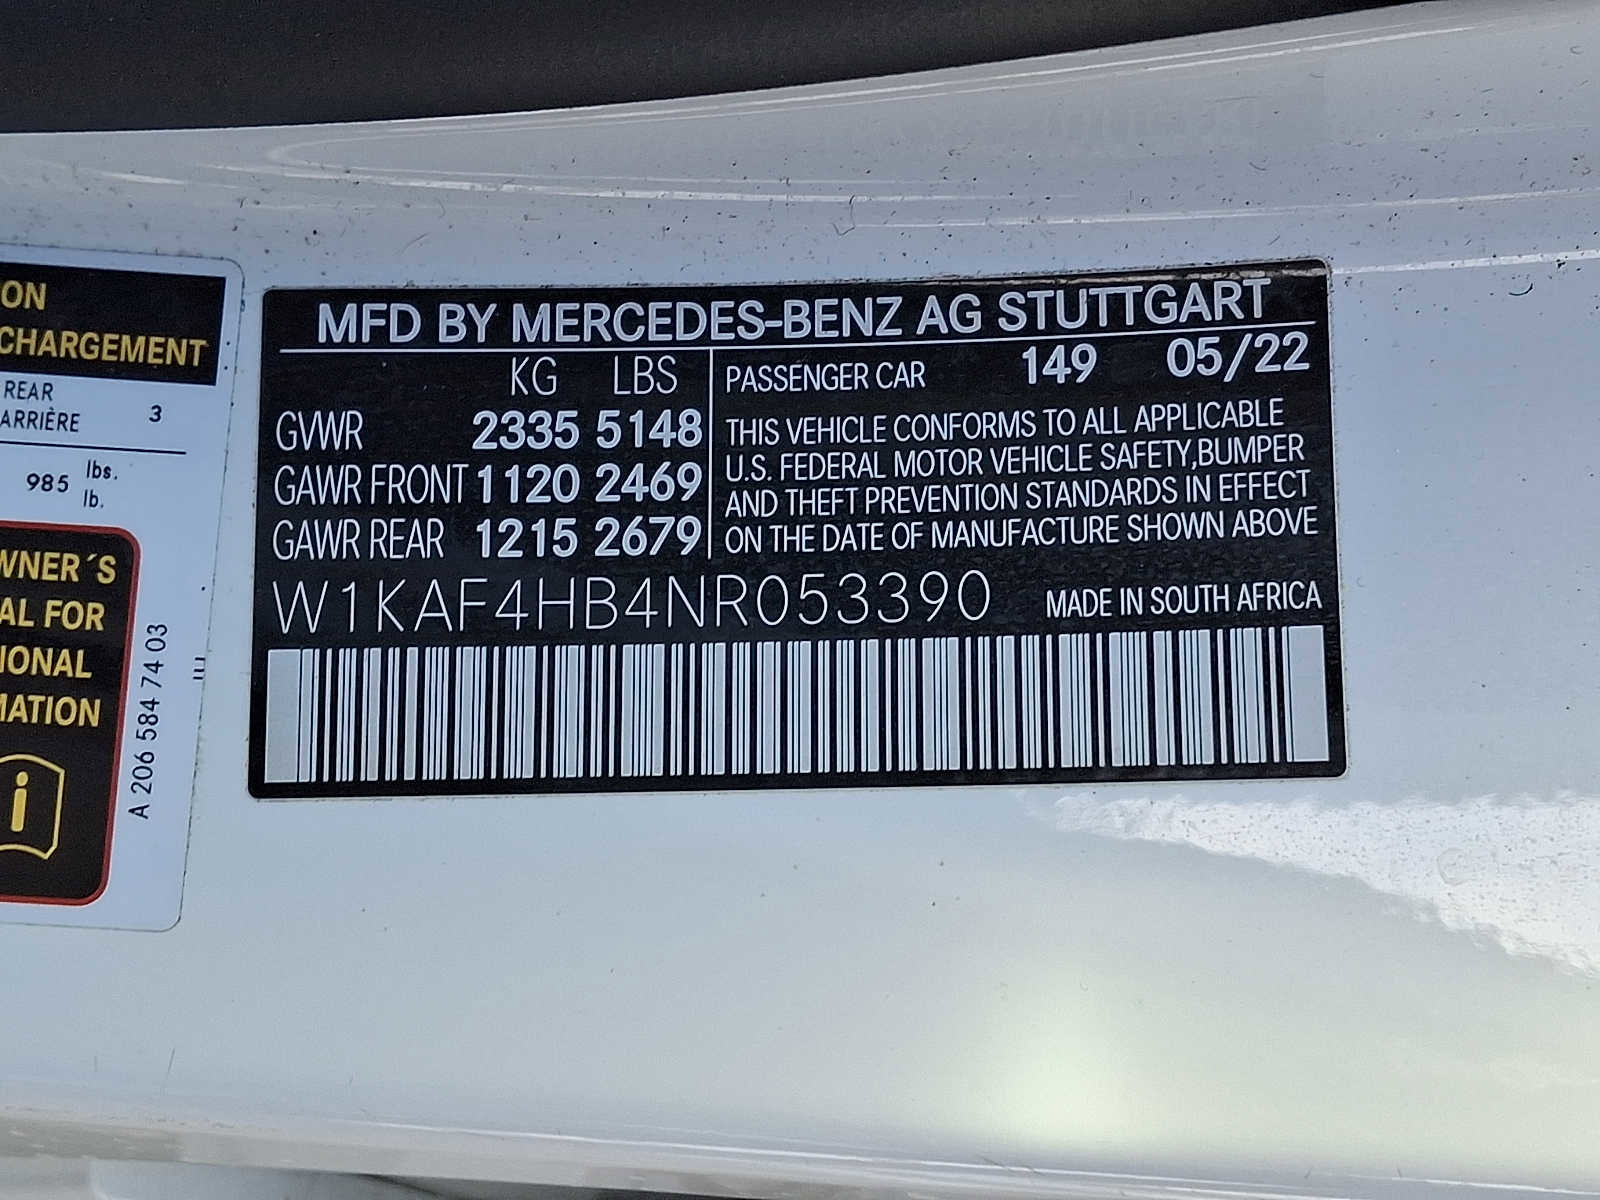 ON
CHARGEMENT
REAR
ARRIÈRE 3
985 lbs.
lb.
WNER´S
AL FOR
IONAL
MATION
i
A 206 584 74 03
MFD BY MERCEDES-BENZ AG STUTTGART
KG LBS
GVWR 2335 5148
GAWR FRONT 1120 2469
GAWR REAR 1215 2679
PASSENGER CAR 149 05/22
THIS VEHICLE CONFORMS TO ALL APPLICABLE
U.S. FEDERAL MOTOR VEHICLE SAFETY,BUMPER
AND THEFT PREVENTION STANDARDS IN EFFECT
ON THE DATE OF MANUFACTURE SHOWN ABOVE
W1KAF4HB4NR053390
MADE IN SOUTH AFRICA